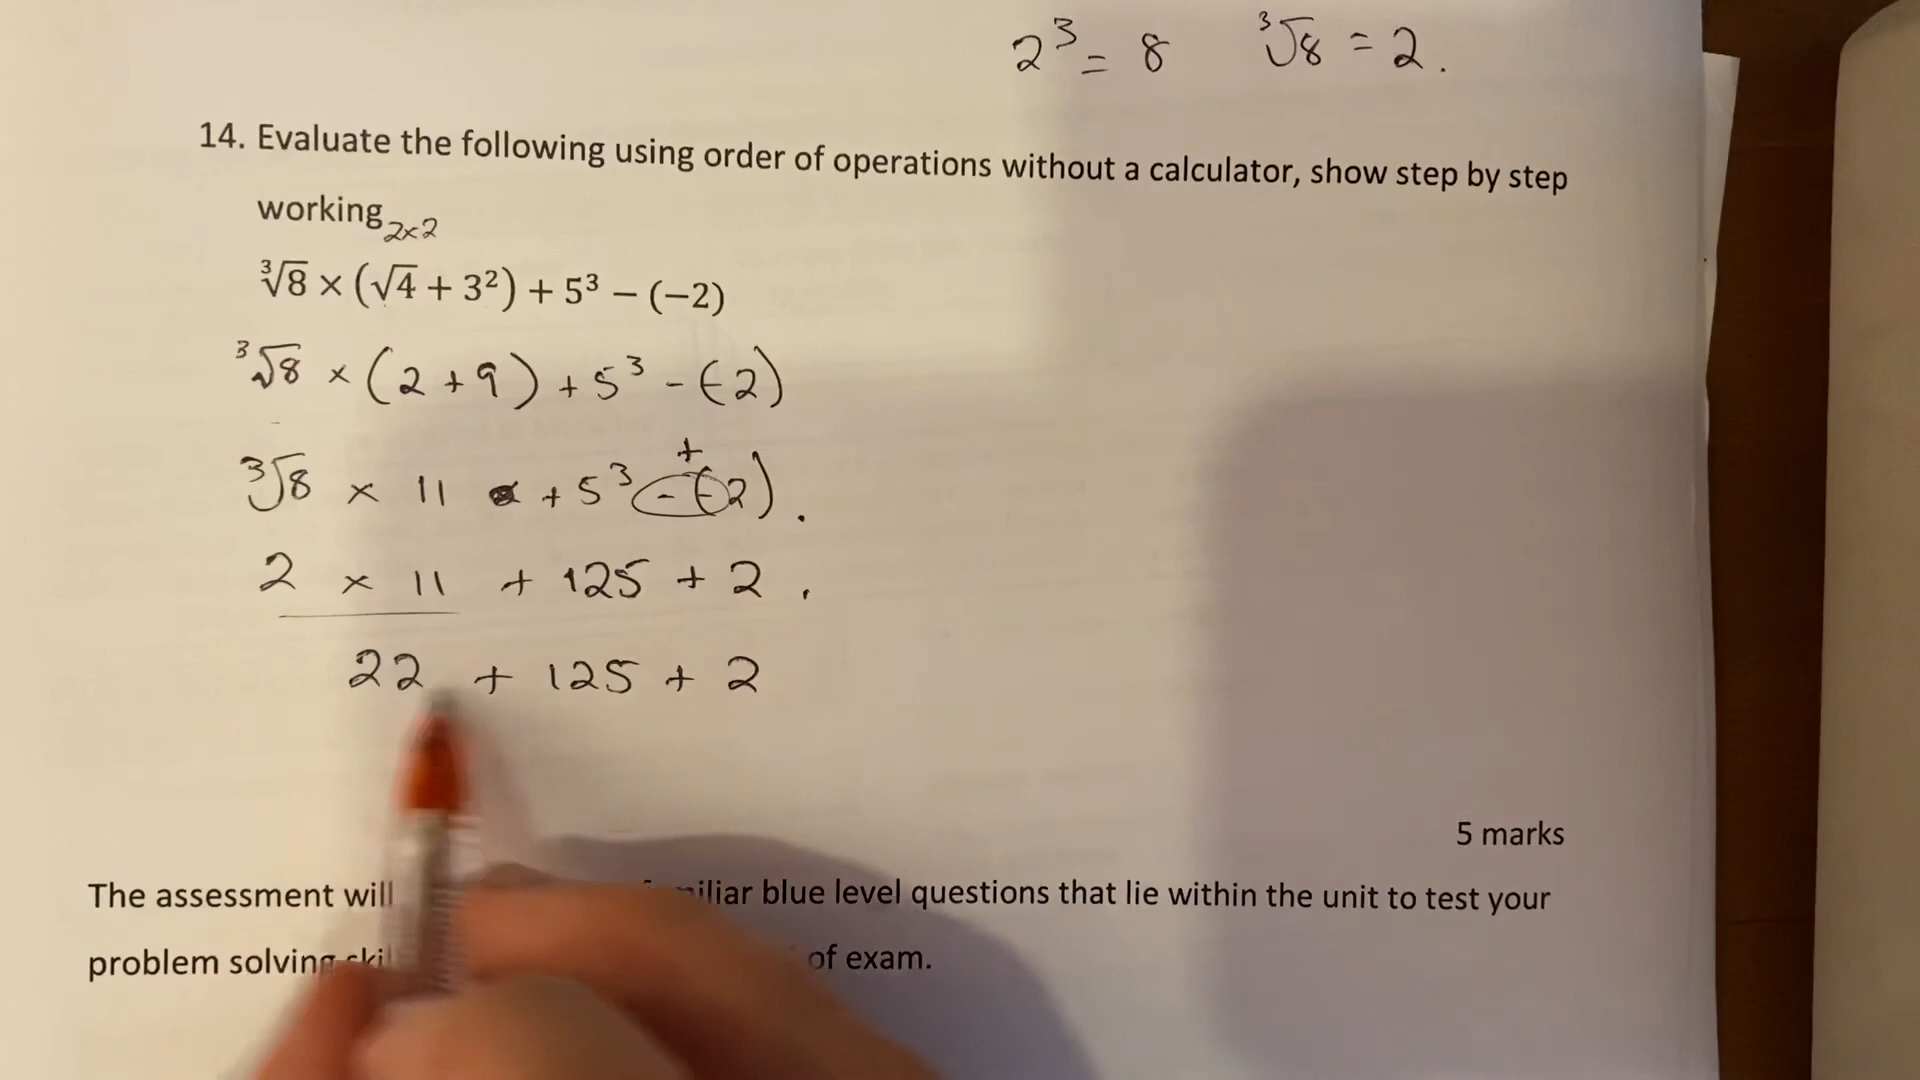 2³ = 8 ³√8 = 2.
14. Evaluate the following using order of operations without a calculator, show step by step
working
2×2
³√8 × (√4 + 3²) + 5³ − (−2)
³√8 × (2 + 9) + 5³ - (-2)
³√8 × 11 + 5³ - (-2).
+
2 × 11 + 125 + 2.
22 + 125 + 2
5 marks
The assessment will blue level questions that lie within the unit to test your
problem solving of exam.